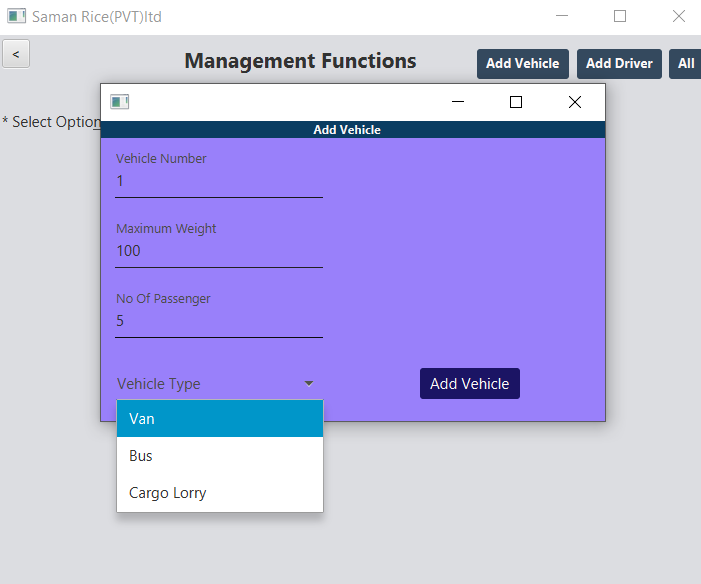 Saman Rice(PVT)ltd
<
Management Functions
Add Vehicle
Add Driver
All
* Select Option
Add Vehicle
Vehicle Number
1
Maximum Weight
100
No Of Passenger
5
Vehicle Type
Add Vehicle
Van
Bus
Cargo Lorry